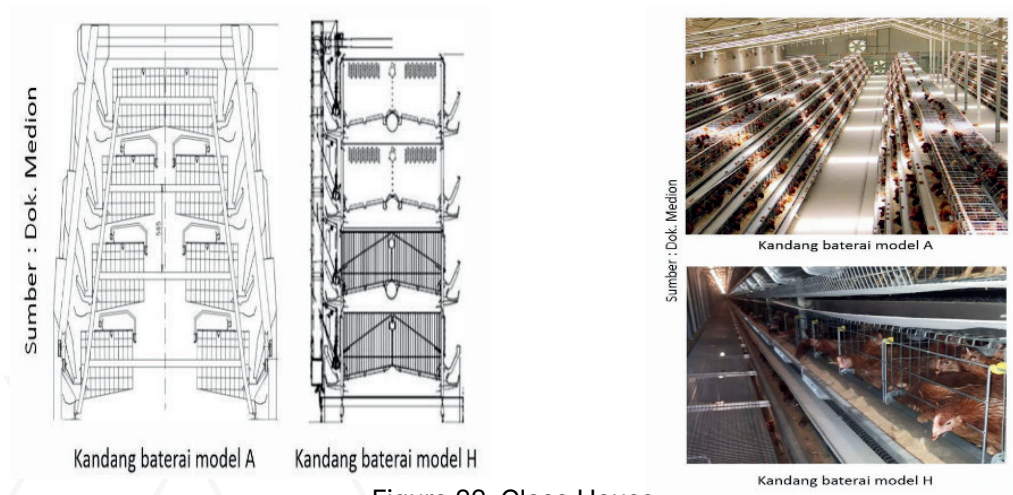 Sumber : Dok. Medion
Kandang baterai model A
Kandang baterai model H
Sumber : Dok. Medion
Kandang baterai model A
Kandang baterai model H